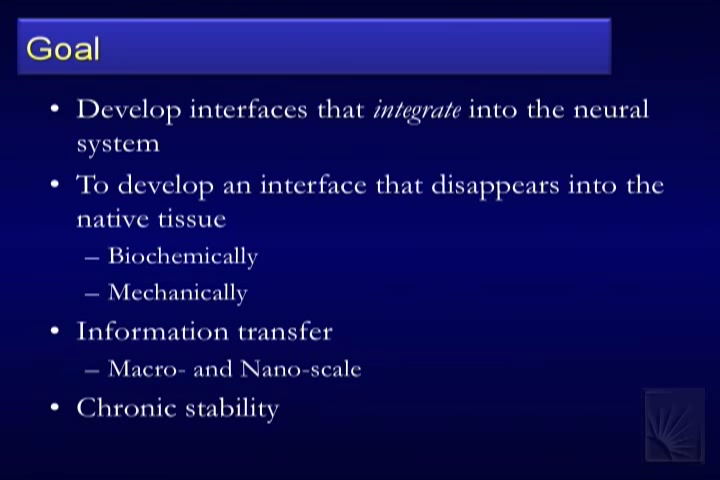 Goal
• Develop interfaces that integrate into the neural
system
• To develop an interface that disappears into the
native tissue
– Biochemically
– Mechanically
• Information transfer
– Macro- and Nano-scale
• Chronic stability